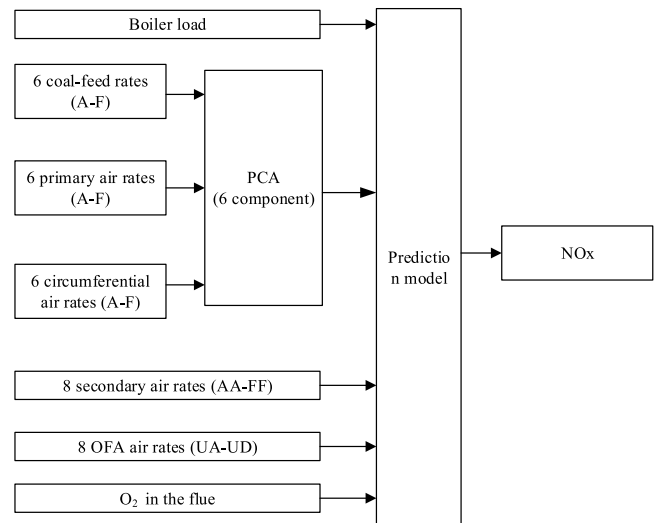 Boiler load
6 coal-feed rates
(A-F)
6 primary air rates
(A-F)
6 circumferential
air rates (A-F)
PCA
(6 component)
8 secondary air rates (AA-FF)
8 OFA air rates (UA-UD)
O₂ in the flue
Predictio
n model
NOx